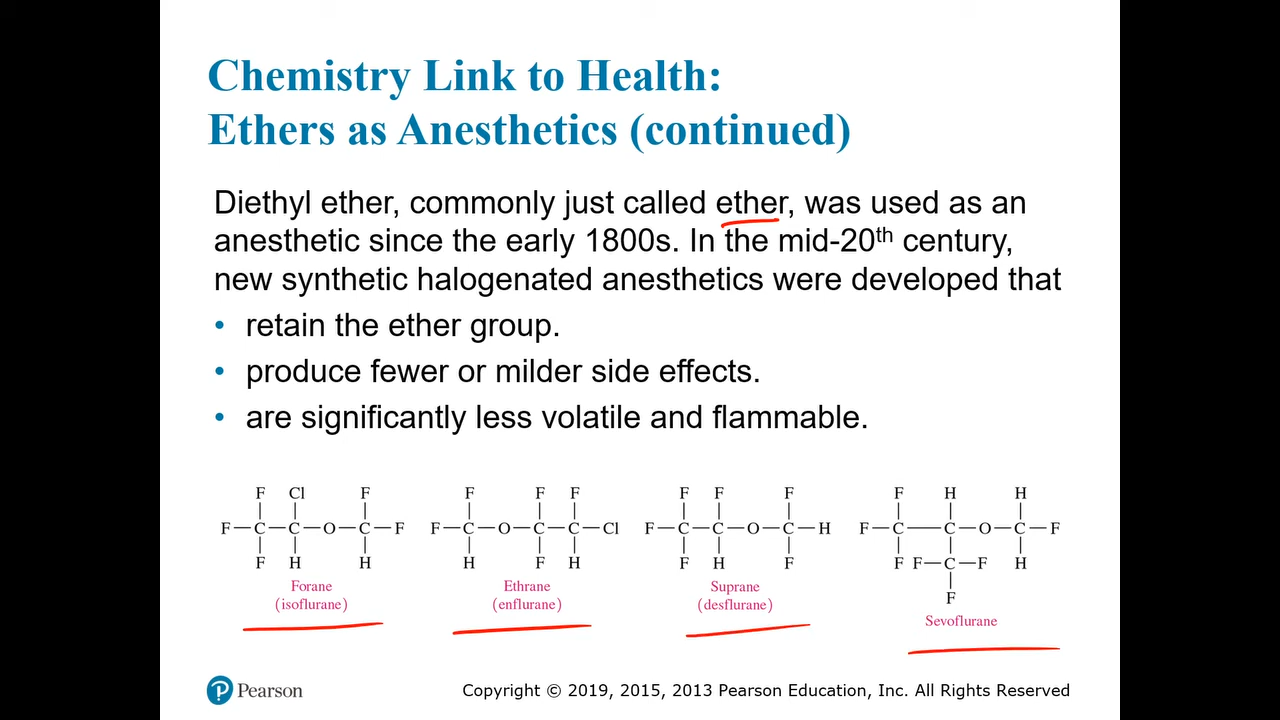 Chemistry Link to Health:
Ethers as Anesthetics (continued)
Diethyl ether, commonly just called ether, was used as an
anesthetic since the early 1800s. In the mid-20th century,
new synthetic halogenated anesthetics were developed that
• retain the ether group.
• produce fewer or milder side effects.
• are significantly less volatile and flammable.
F Cl F F F F F F F F H H
F—C—C—O—C—F F—C—O—C—C—Cl F—C—C—O—C—H F—C—C—O—C—F
F H H H F H F H F F F—C—F H
Forane Ethrane Suprane F
(isoflurane) (enflurane) (desflurane)
Sevoflurane
P Pearson
Copyright © 2019, 2015, 2013 Pearson Education, Inc. All Rights Reserved